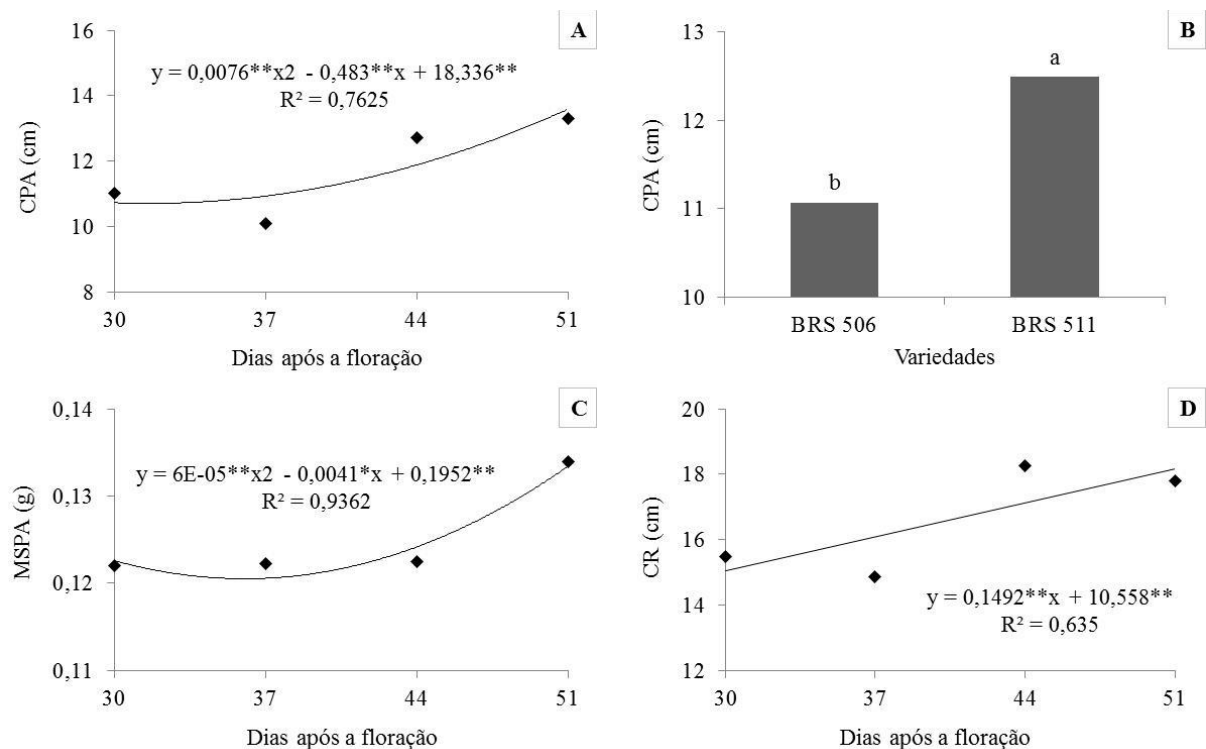 A
y = 0,0076**x2 - 0,483**x + 18,336**
R² = 0,7625
CPA (cm)
16
14
12
10
8
30 37 44 51
Dias após a floração
B
CPA (cm)
13
12
11
10
b
a
BRS 506 BRS 511
Variedades
C
y = 6E-05**x2 - 0,0041*x + 0,1952**
R² = 0,9362
MSPA (g)
0,14
0,13
0,12
0,11
30 37 44 51
Dias após a floração
D
CR (cm)
20
18
16
14
12
y = 0,1492**x + 10,558**
R² = 0,635
30 37 44 51
Dias após a floração